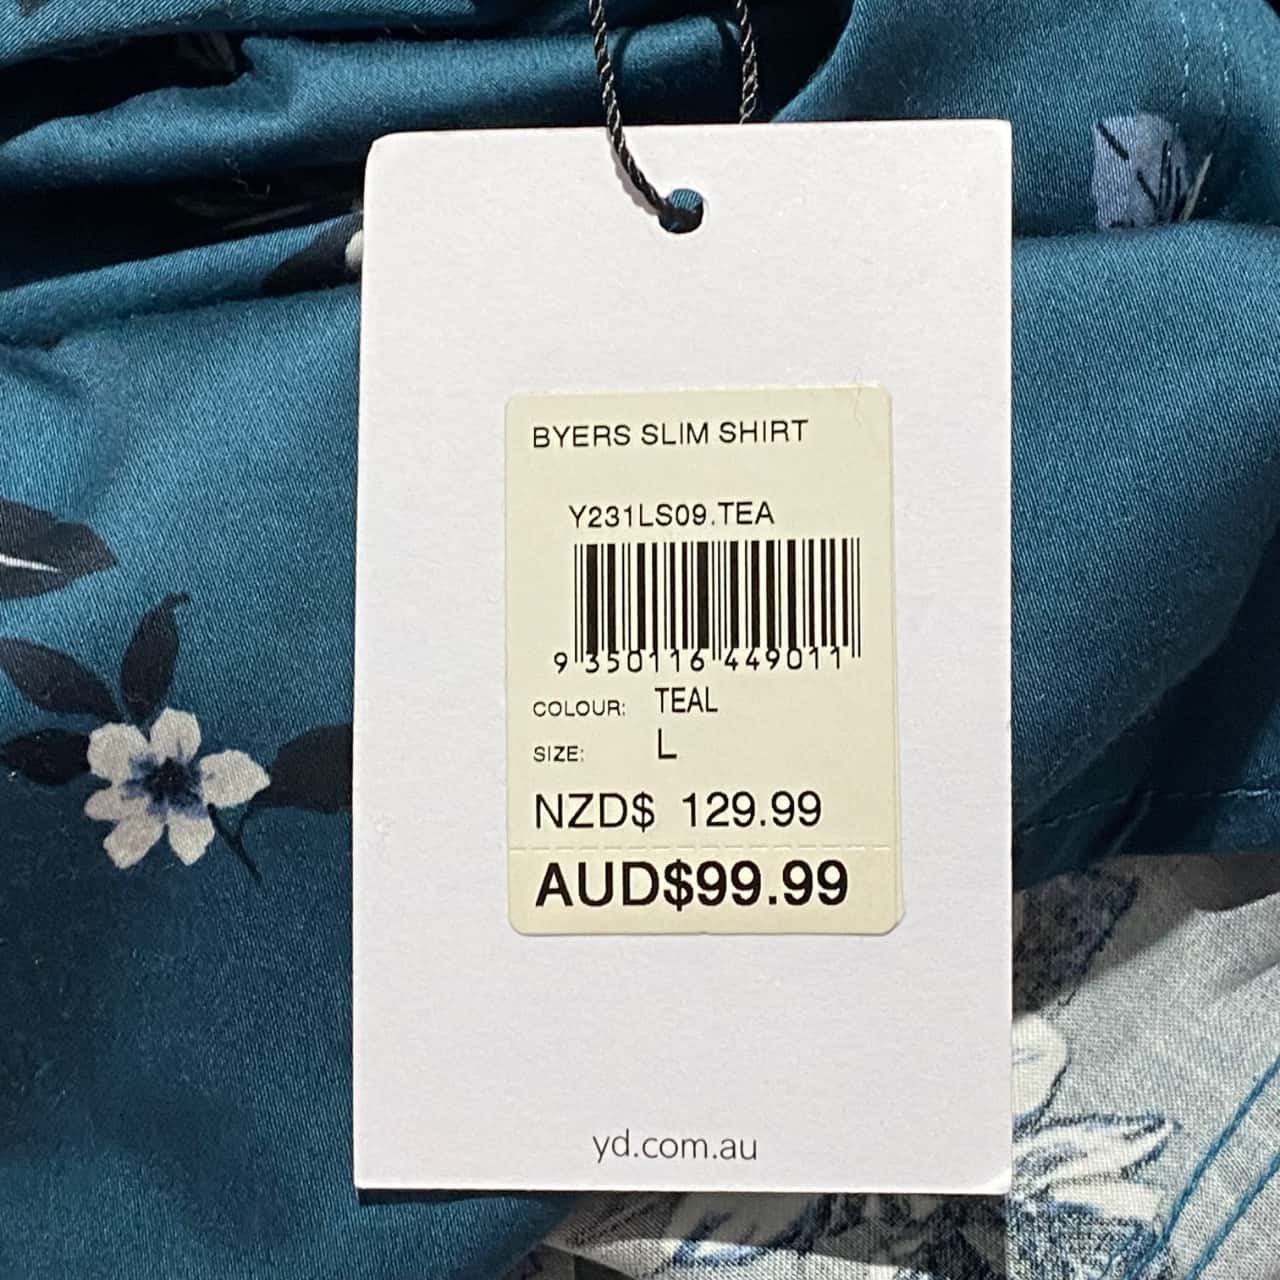 BYERS SLIM SHIRT
Y231LS09.TEA
9 350116 449011
COLOUR: TEAL
SIZE: L
NZD$ 129.99
AUD$99.99
yd.com.au